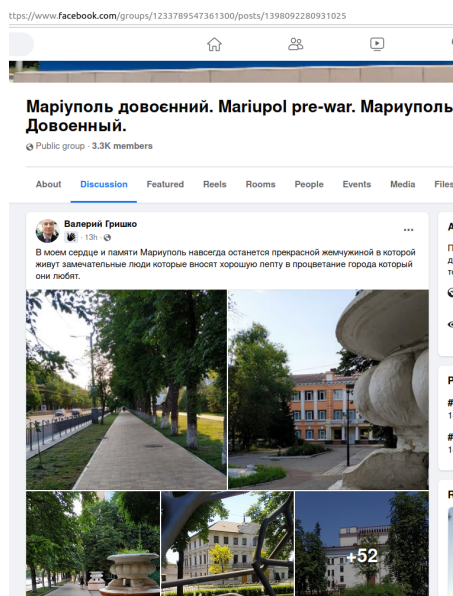 ttps://www.facebook.com/groups/1233789547361300/posts/1398092280931025
Маріуполь довоєнний. Mariupol pre-war. Мариуполь
Довоенный.
Public group · 3.3K members
About Discussion Featured Reels Rooms People Events Media Files
Валерий Гришко
· 13h ·
В моем сердце и памяти Мариуполь навсегда останется прекрасной жемчужиной в которой
живут замечательные люди которые вносят хорошую лепту в процветание города который
они любят.
+52